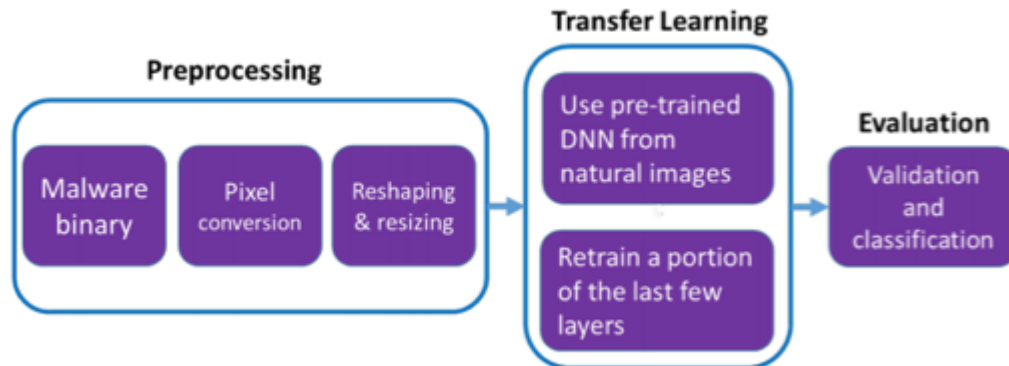 Preprocessing
Malware
binary
Pixel
conversion
Reshaping
& resizing
Transfer Learning
Use pre-trained
DNN from
natural images
Retrain a portion
of the last few
layers
Evaluation
Validation
and
classification